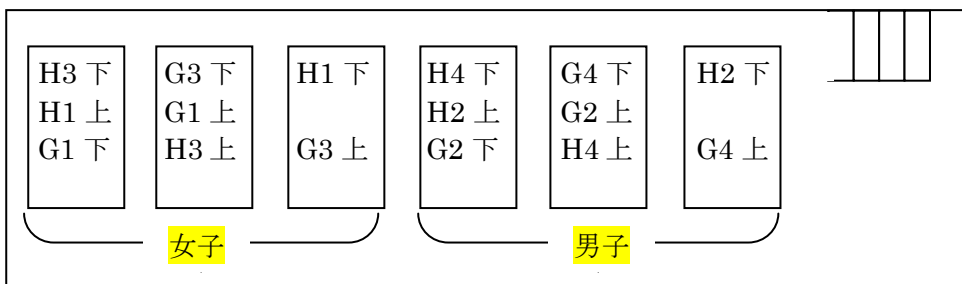 H3 下
H1 上
G1 下
G3 下
G1 上
H3 上
H1 下
G3 上
H4 下
H2 上
G2 下
G4 下
G2 上
H4 上
H2 下
G4 上
女子
男子